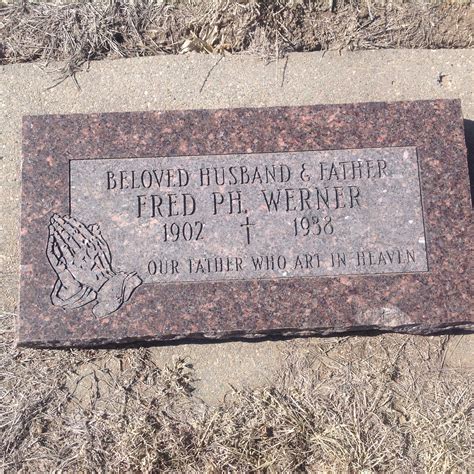 BELOVED HUSBAND & FATHER
FRED PH. WERNER
1902 † 1938
OUR FATHER WHO ART IN HEAVEN